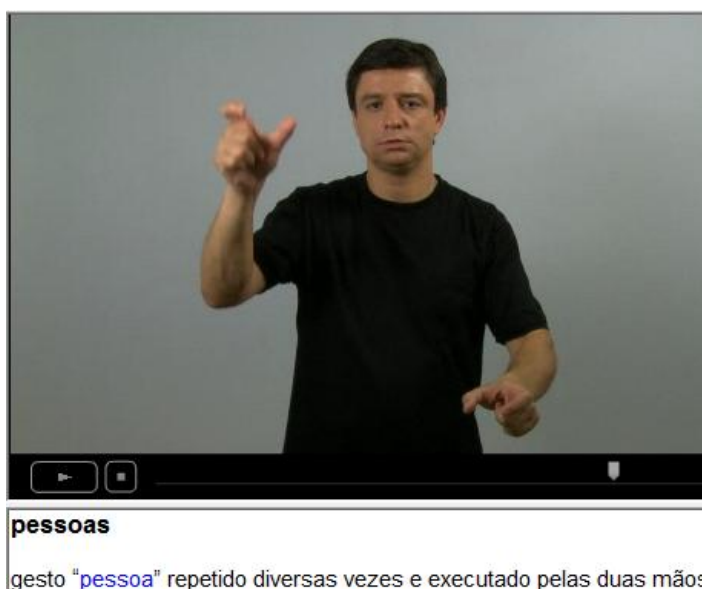 pessoas
gesto “pessoa” repetido diversas vezes e executado pelas duas mãos